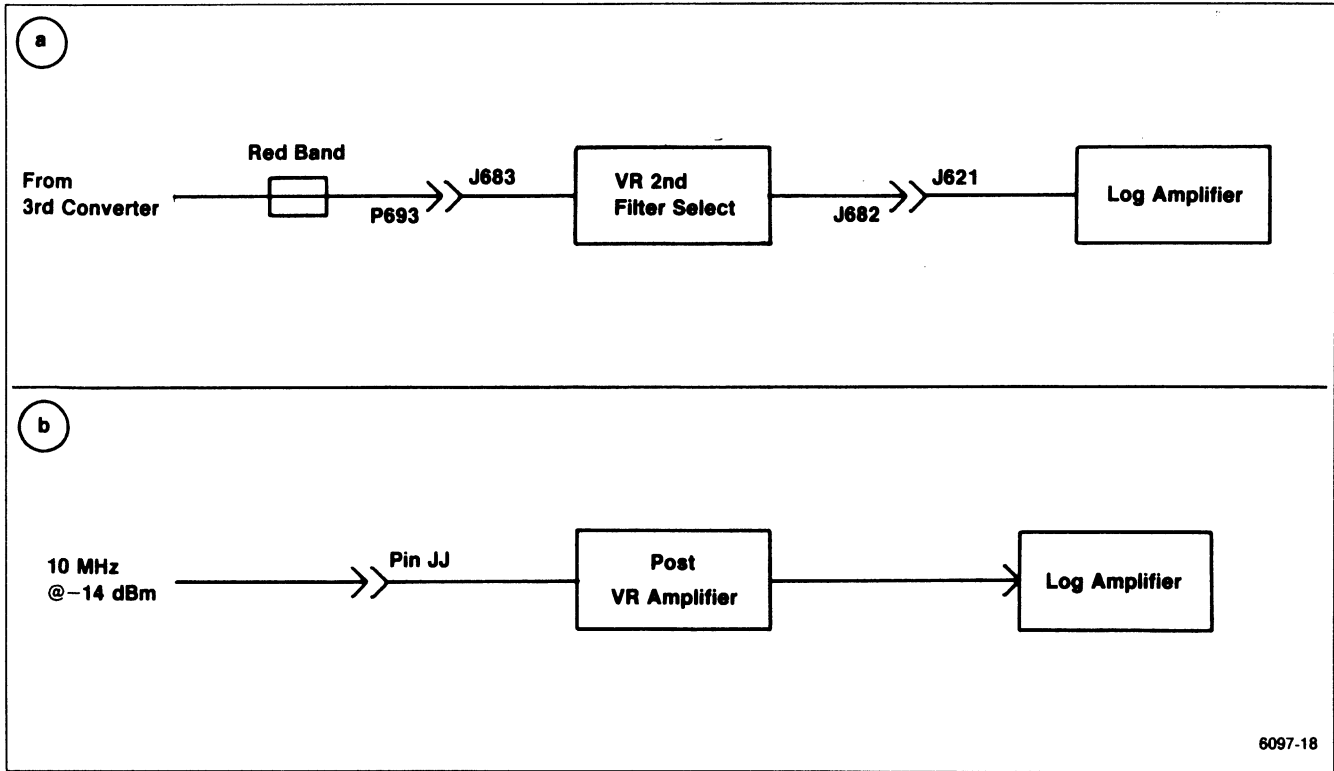 a
Red Band
From
3rd Converter
P693
J683
VR 2nd
Filter Select
J682
J621
Log Amplifier
b
10 MHz
@−14 dBm
Pin JJ
Post
VR Amplifier
Log Amplifier
6097-18